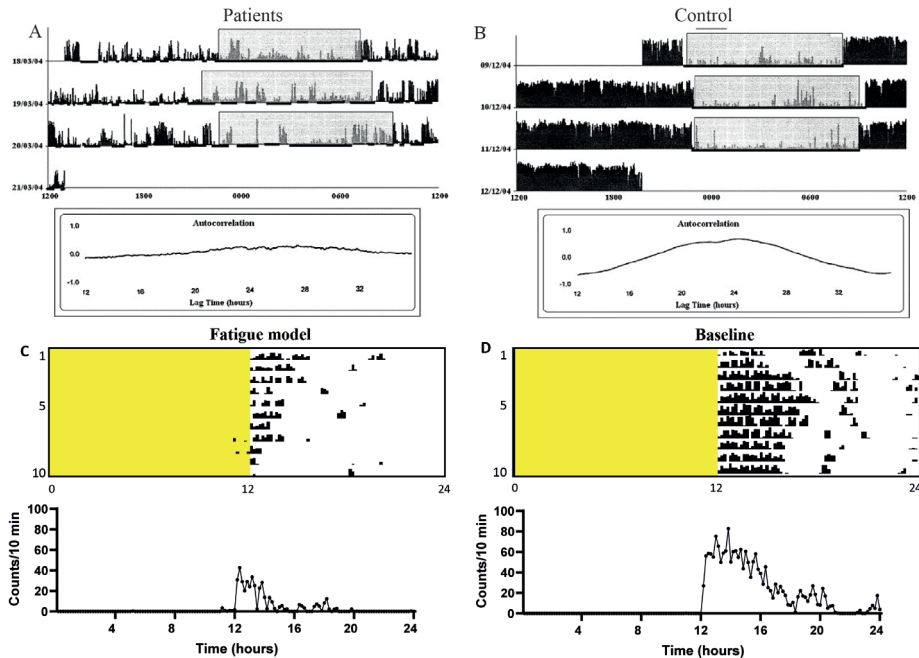 Patients
Control
A
B
18/03/04
19/03/04
20/03/04
21/03/04
1200 1800 0000 0600 1200
09/12/04
10/12/04
11/12/04
12/12/04
1200 1800 0000 0600 1200
Autocorrelation
1,0
0.0
-1.0
12 16 20 24 28 32
Lag Time (hours)
Autocorrelation
1.0
0.0
-1.0
12 16 20 24 28 32
Lag Time (hours)
Fatigue model
Baseline
C
1
5
10
0 12 24
D
1
5
10
0 12 24
Counts/10 min
100
80
60
40
20
0
4 8 12 16 20 24
Time (hours)
Counts/10 min
100
80
60
40
20
0
4 8 12 16 20 24
Time (hours)